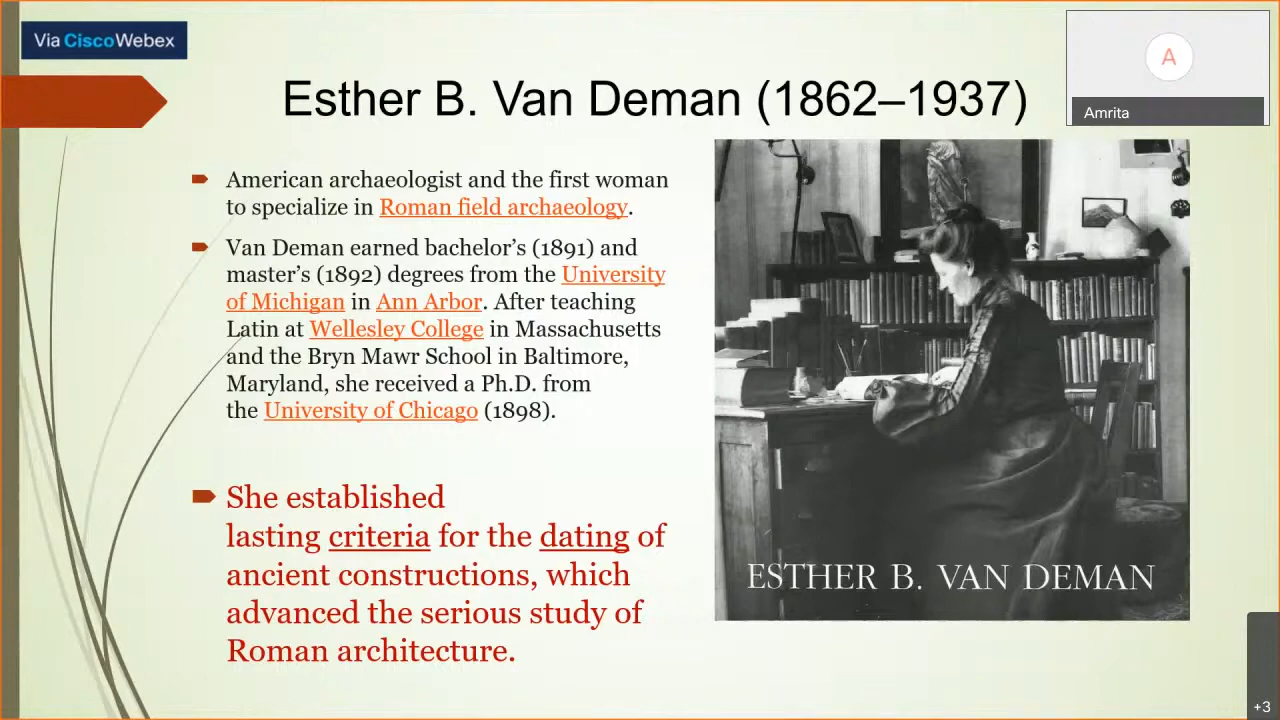 Via CiscoWebex
Esther B. Van Deman (1862–1937)
A
Amrita
American archaeologist and the first woman
to specialize in Roman field archaeology.
Van Deman earned bachelor’s (1891) and
master’s (1892) degrees from the University
of Michigan in Ann Arbor. After teaching
Latin at Wellesley College in Massachusetts
and the Bryn Mawr School in Baltimore,
Maryland, she received a Ph.D. from
the University of Chicago (1898).
She established
lasting criteria for the dating of
ancient constructions, which
advanced the serious study of
Roman architecture.
ESTHER B. VAN DEMAN
+3